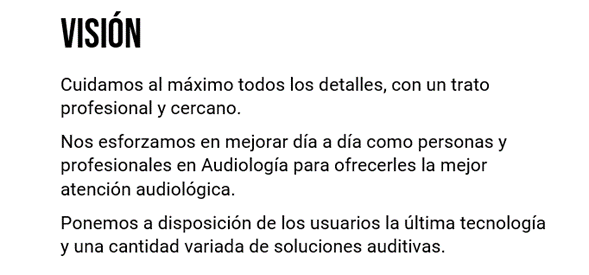 VISIÓN
Cuidamos al máximo todos los detalles, con un trato
profesional y cercano.
Nos esforzamos en mejorar día a día como personas y
profesionales en Audiología para ofrecerles la mejor
atención audiológica.
Ponemos a disposición de los usuarios la última tecnología
y una cantidad variada de soluciones auditivas.